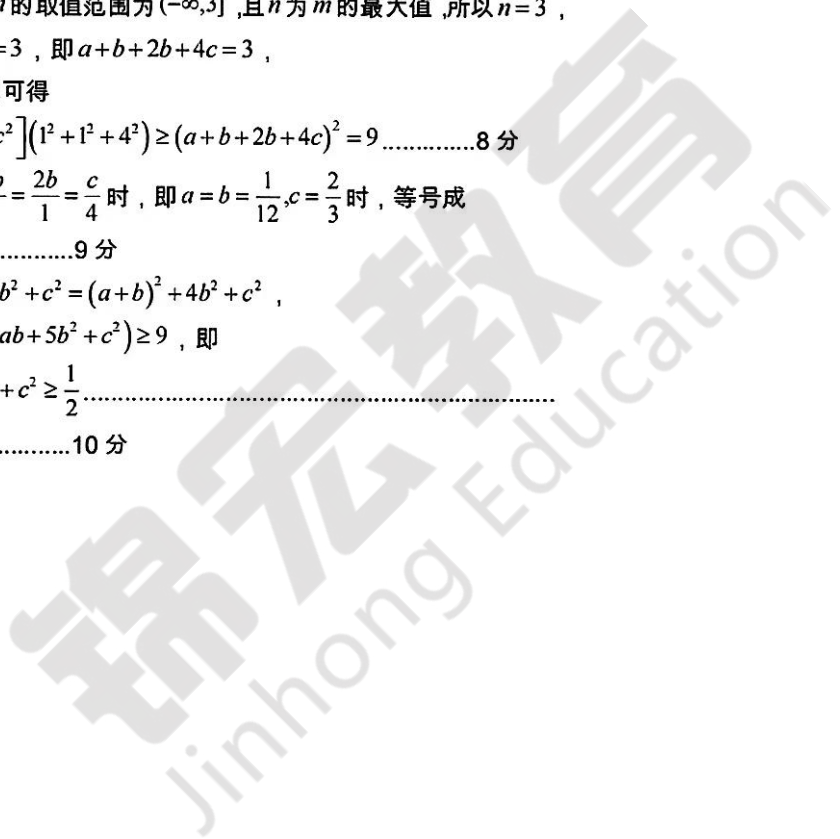 的取值范围为(-∞,3] ,且n为m的最大值 ,所以n=3 ,
=3 , 即a+b+2b+4c=3 ,
可得
c²](1²+1²+4²)≥(a+b+2b+4c)²=9..............8 分
=2b/1=c/4时 , 即a=b=1/12,c=2/3时 , 等号成
...........9 分
b²+c²=(a+b)²+4b²+c² ,
ab+5b²+c²)≥9 , 即
+c²≥1/2......................................................................
...........10 分
锦宏教育
Jinhong Education